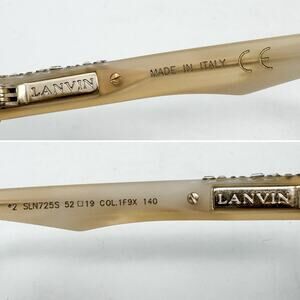 LANVIN MADE IN ITALY CE
*2 SLN725S 52□19 COL.1F9X 140 LANVIN